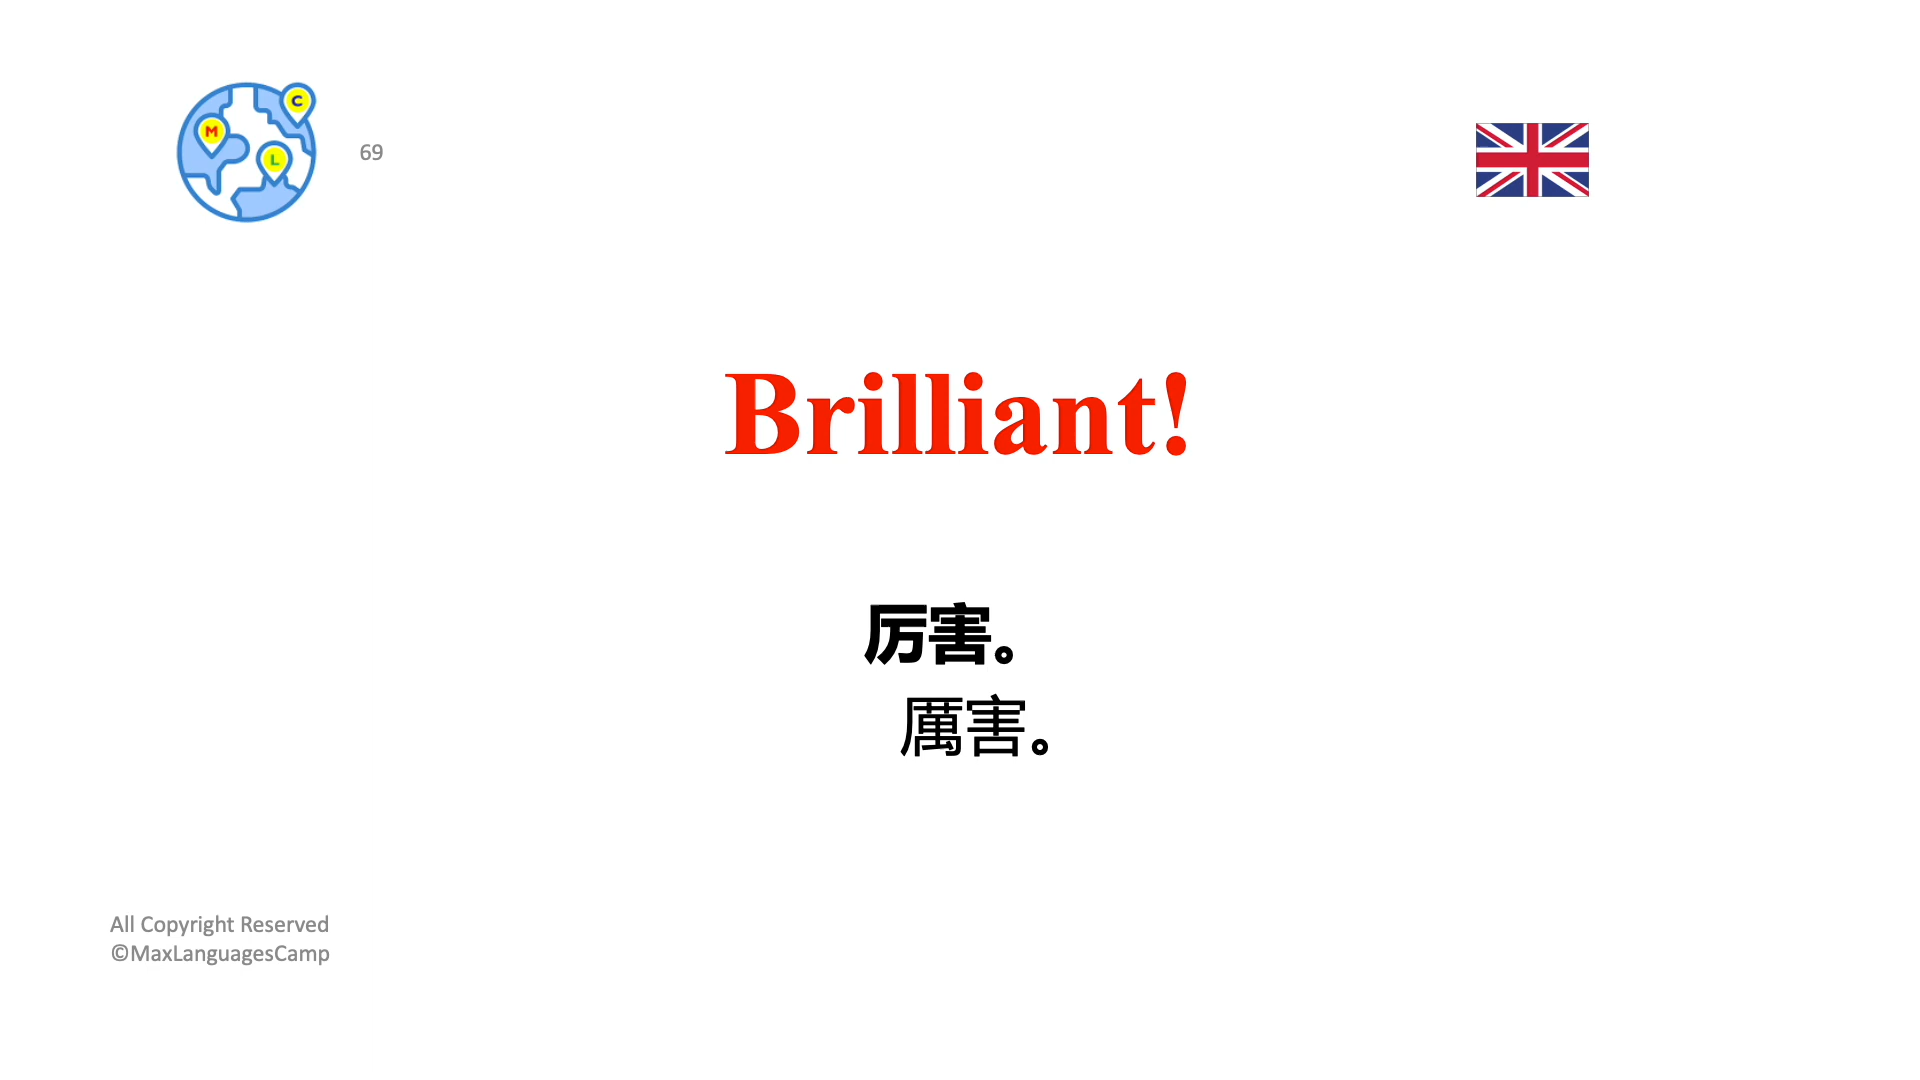 C
M
L
69
Brilliant!
厉害。
厲害。
All Copyright Reserved
©MaxLanguagesCamp